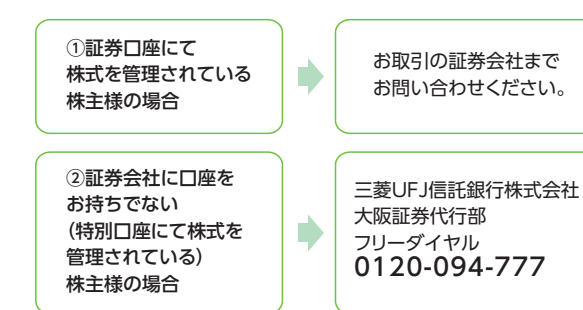 ①証券口座にて
株式を管理されている
株主様の場合
お取引の証券会社まで
お問い合わせください。
②証券会社に口座を
お持ちでない
（特別口座にて株式を
管理されている）
株主様の場合
三菱UFJ信託銀行株式会社
大阪証券代行部
フリーダイヤル
0120-094-777